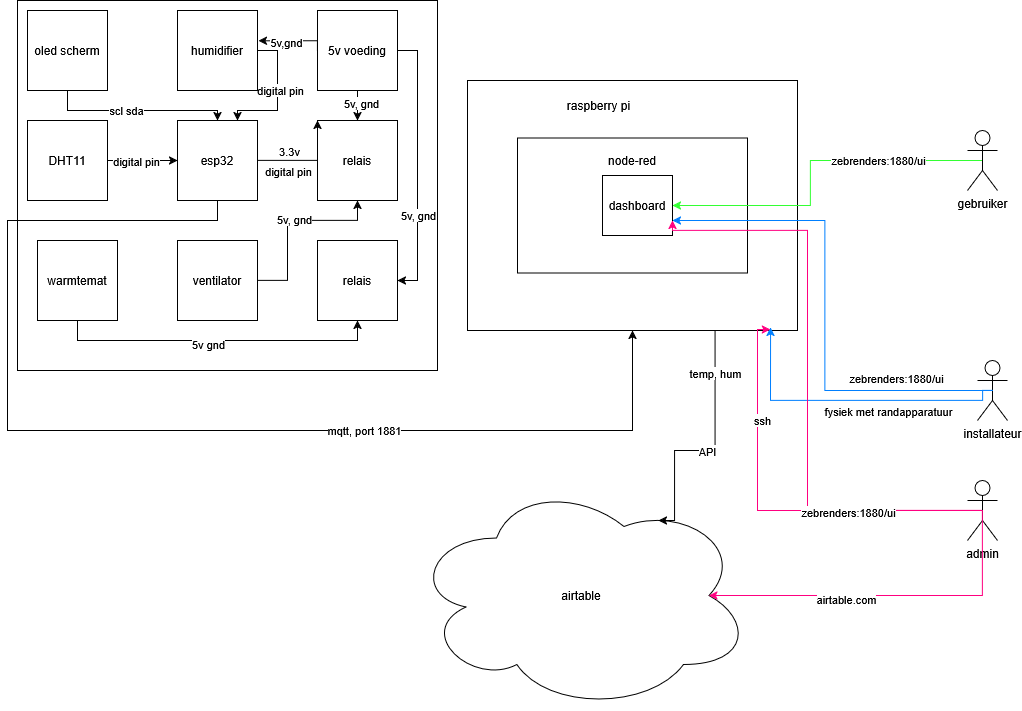 oled scherm
humidifier
5v,gnd
5v voeding
digital pin
5v, gnd
scl sda
DHT11
digital pin
esp32
3.3v
digital pin
relais
5v, gnd
5v, gnd
warmtemat
ventilator
relais
5v gnd
mqtt, port 1881
raspberry pi
node-red
dashboard
zebrenders:1880/ui
gebruiker
temp, hum
zebrenders:1880/ui
fysiek met randapparatuur
installateur
ssh
API
zebrenders:1880/ui
admin
airtable
airtable.com